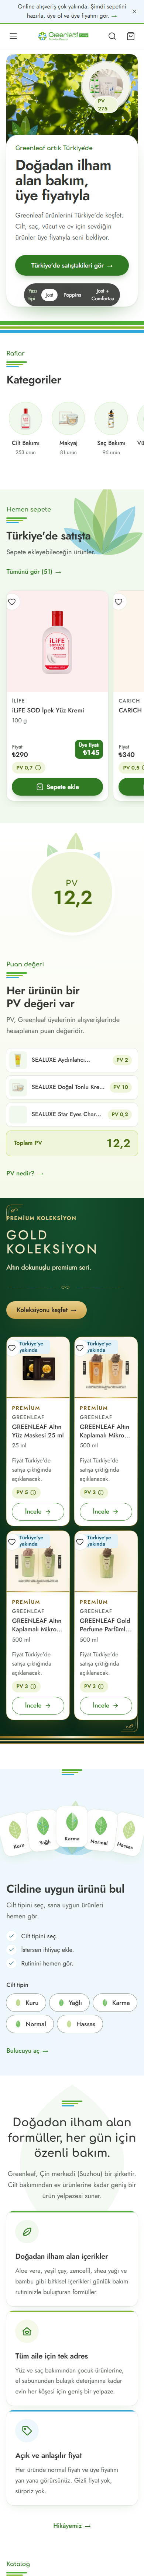 Online alışveriş çok yakında. Şimdi sepetini
hazırla, üye ol ve üye fiyatını gör. →
Greenleaf
PV
275
Greenleaf artık Türkiye'de
Doğadan ilham
alan bakım,
üye fiyatıyla
Greenleaf ürünlerini Türkiye'de keşfet.
Cilt, saç, vücut ve ev için sevdiğin
ürünler üye fiyatıyla seni bekliyor.
Türkiye'de satıştakileri gör →
Yazı
tipi
Jost
Poppins
Jost +
Comfortaa
Raflar
Kategoriler
Cilt Bakımı
253 ürün
Makyaj
81 ürün
Saç Bakımı
96 ürün
Hemen sepete
Türkiye'de satışta
Sepete ekleyebileceğin ürünler.
Tümünü gör (51) →
iLiFE
İLİFE
iLiFE SOD İpek Yüz Kremi
100 g
Fiyat
₺290
Üye fiyatı
₺145
PV 0,7
Sepete ekle
CARICH
CARICH
Fiyat
₺340
PV 0,5
PV
12,2
Puan değeri
Her ürünün bir
PV değeri var
PV, Greenleaf üyelerinin alışverişlerinde
hesaplanan puan değeridir.
SEALUXE Aydınlatıcı...
PV 2
SEALUXE Doğal Tonlu Kre...
PV 10
SEALUXE Star Eyes Char...
PV 0,2
Toplam PV
12,2
PV nedir? →
PREMİUM KOLEKSİYON
GOLD
KOLEKSİYON
Altın dokunuşlu premium seri.
Koleksiyonu keşfet →
Türkiye'ye
yakında
PREMİUM
GREENLEAF
GREENLEAF Altın
Yüz Maskesi 25 ml
25 ml
Fiyat Türkiye'de
satışa çıktığında
açıklanacak.
PV 5
İncele →
Türkiye'ye
yakında
PREMİUM
GREENLEAF
GREENLEAF Altın
Kaplamalı Mikro...
500 ml
Fiyat Türkiye'de
satışa çıktığında
açıklanacak.
PV 3
İncele →
Türkiye'ye
yakında
PREMİUM
GREENLEAF
GREENLEAF Altın
Kaplamalı Mikro...
500 ml
Fiyat Türkiye'de
satışa çıktığında
açıklanacak.
PV 3
İncele →
Türkiye'ye
yakında
PREMİUM
GREENLEAF
GREENLEAF Gold
Perfume Parfüml...
500 ml
Fiyat Türkiye'de
satışa çıktığında
açıklanacak.
PV 3
İncele →
Kuru
Yağlı
Karma
Normal
Hassas
Cildine uygun ürünü bul
Cilt tipini seç, sana uygun ürünleri
hemen gör.
Cilt tipini seç.
İstersen ihtiyaç ekle.
Rutinini hemen gör.
Cilt tipin
Kuru
Yağlı
Karma
Normal
Hassas
Bulucuyu aç →
Doğadan ilham alan
formüller, her gün için
özenli bakım.
Greenleaf, Çin merkezli (Suzhou) bir şirkettir.
Cilt bakımından ev ürünlerine kadar geniş bir
ürün yelpazesi sunar.
Doğadan ilham alan içerikler
Aloe vera, yeşil çay, zencefil, shea yağı ve
bambu gibi bitkisel içerikleri günlük bakım
rutininizle buluşturan formüller.
Tüm aile için tek adres
Yüz ve saç bakımından çocuk ürünlerine,
el sabunundan bulaşık deterjanına kadar
evin her köşesi için geniş bir yelpaze.
Açık ve anlaşılır fiyat
Her üründe normal fiyatı ve üye fiyatını
yan yana görürsünüz. Gizli fiyat yok,
sürpriz yok.
Hikâyemiz →
Katalog